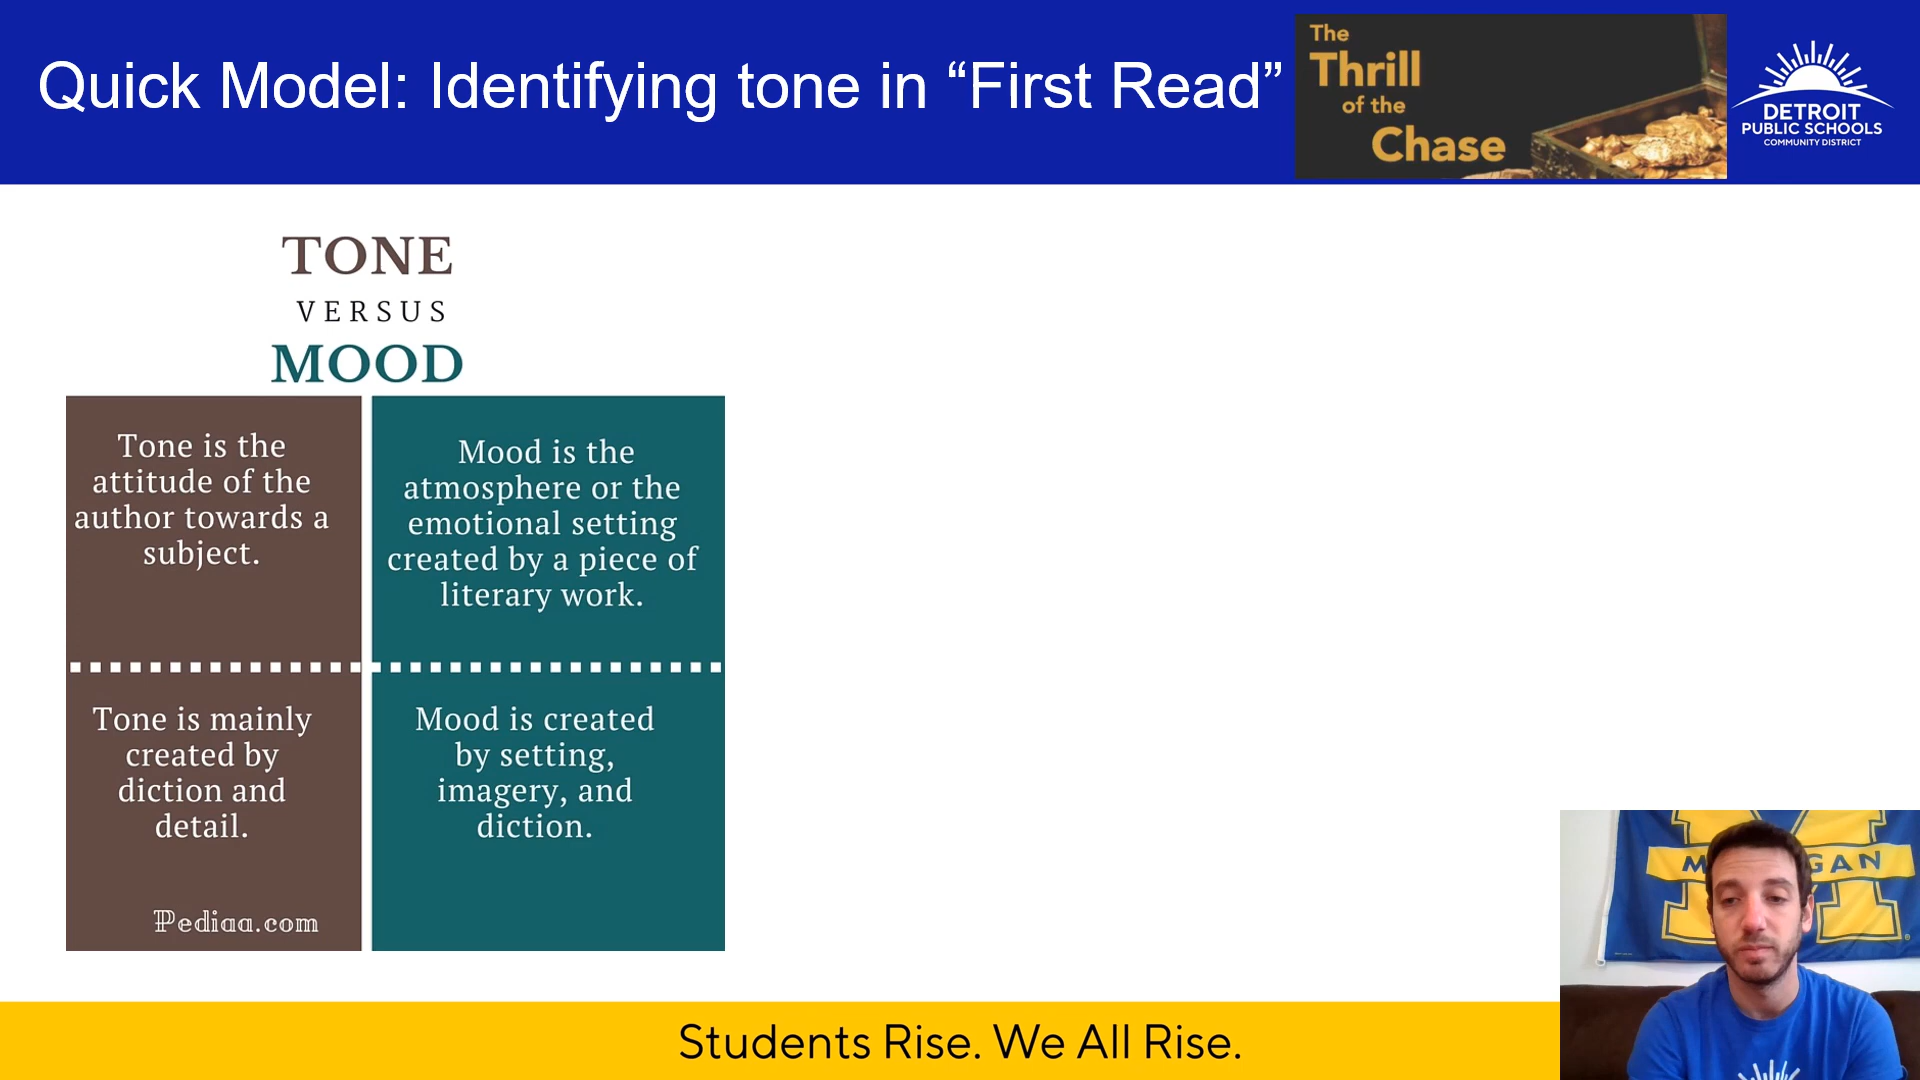 Quick Model: Identifying tone in “First Read”
The
Thrill
of the
Chase
DETROIT
PUBLIC SCHOOLS
COMMUNITY DISTRICT
TONE
VERSUS
MOOD
Tone is the
attitude of the
author towards a
subject.
Mood is the
atmosphere or the
emotional setting
created by a piece of
literary work.
Tone is mainly
created by
diction and
detail.
Mood is created
by setting,
imagery, and
diction.
Pediaa.com
M GAN
Students Rise. We All Rise.